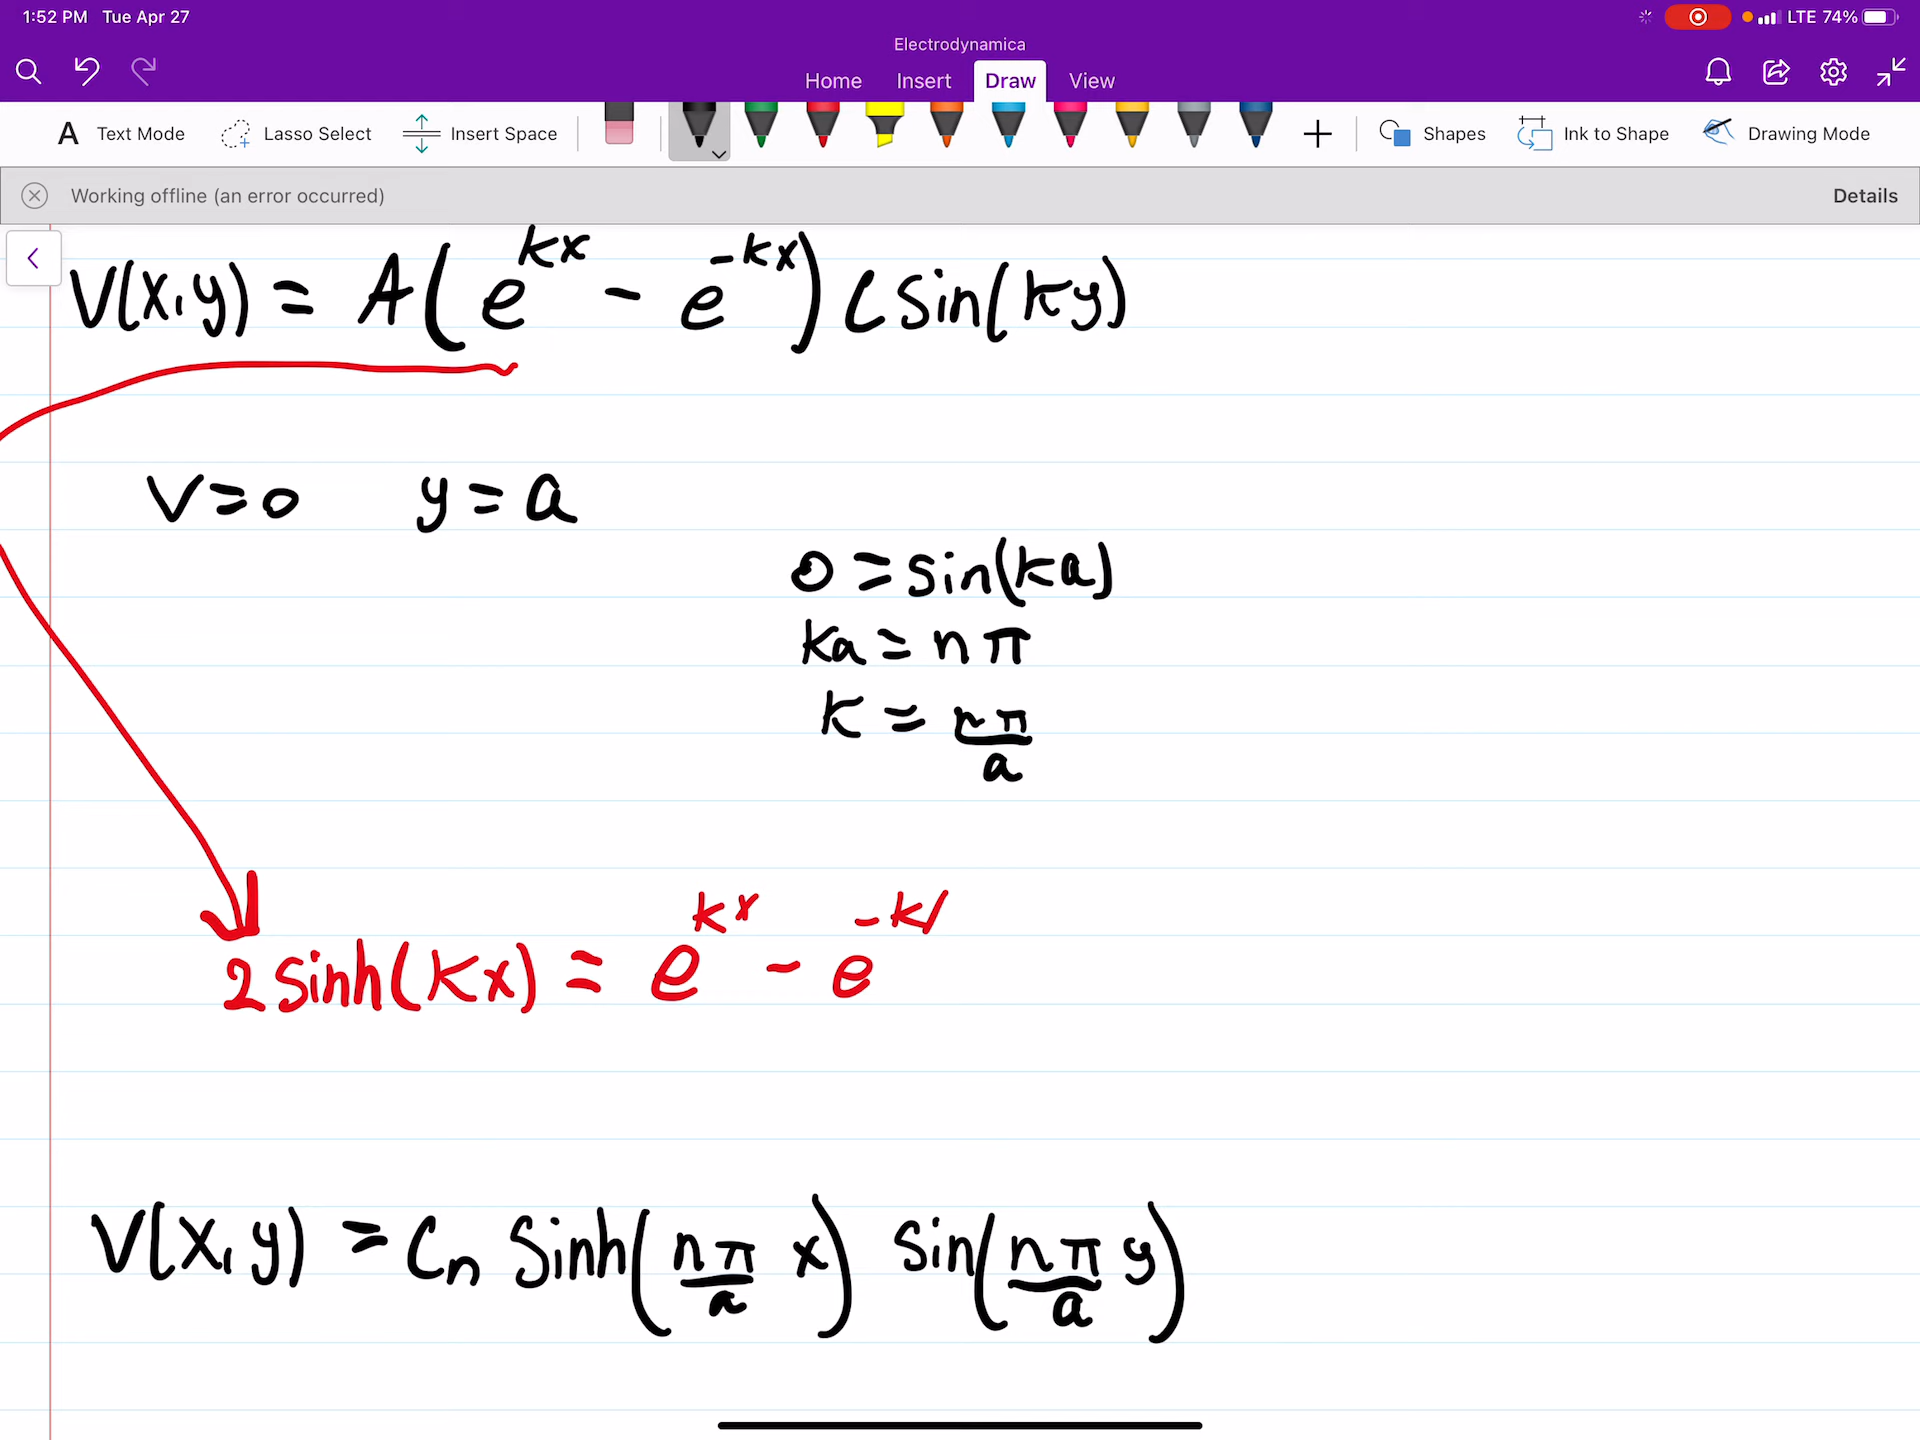 1:52 PM Tue Apr 27 LTE 74%
Electrodynamica
Home Insert Draw View
A Text Mode Lasso Select Insert Space Shapes Ink to Shape Drawing Mode
Working offline (an error occurred) Details
V(x,y) = A(e^{kx} - e^{-kx}) C sin(ky)
V=0 y=a
0 = sin(ka)
ka = nπ
k = nπ/a
2 sinh(kx) = e^{kx} - e^{-k/}
V(x,y) = Cn Sinh(nπ/a x) Sin(nπ/a y)